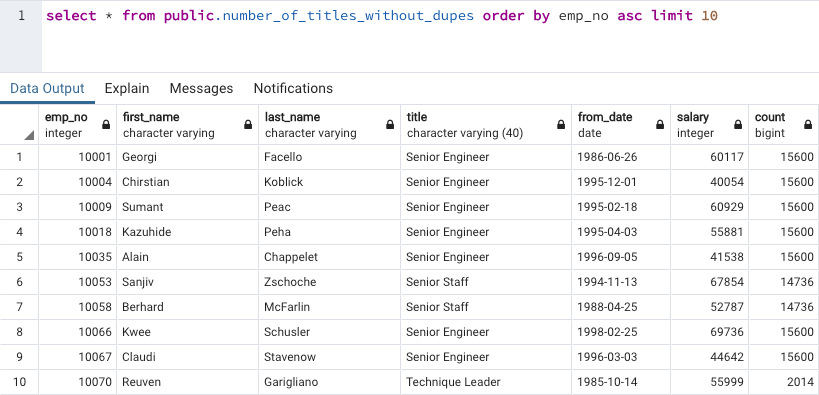 1 select * from public.number_of_titles_without_dupes order by emp_no asc limit 10
Data Output Explain Messages Notifications
emp_no first_name last_name title from_date salary count
integer character varying character varying character varying (40) date integer bigint
1 10001 Georgi Facello Senior Engineer 1986-06-26 60117 15600
2 10004 Chirstian Koblick Senior Engineer 1995-12-01 40054 15600
3 10009 Sumant Peac Senior Engineer 1995-02-18 60929 15600
4 10018 Kazuhide Peha Senior Engineer 1995-04-03 55881 15600
5 10035 Alain Chappelet Senior Engineer 1996-09-05 41538 15600
6 10053 Sanjiv Zschoche Senior Staff 1994-11-13 67854 14736
7 10058 Berhard McFarlin Senior Staff 1988-04-25 52787 14736
8 10066 Kwee Schusler Senior Engineer 1998-02-25 69736 15600
9 10067 Claudi Stavenow Senior Engineer 1996-03-03 44642 15600
10 10070 Reuven Garigliano Technique Leader 1985-10-14 55999 2014